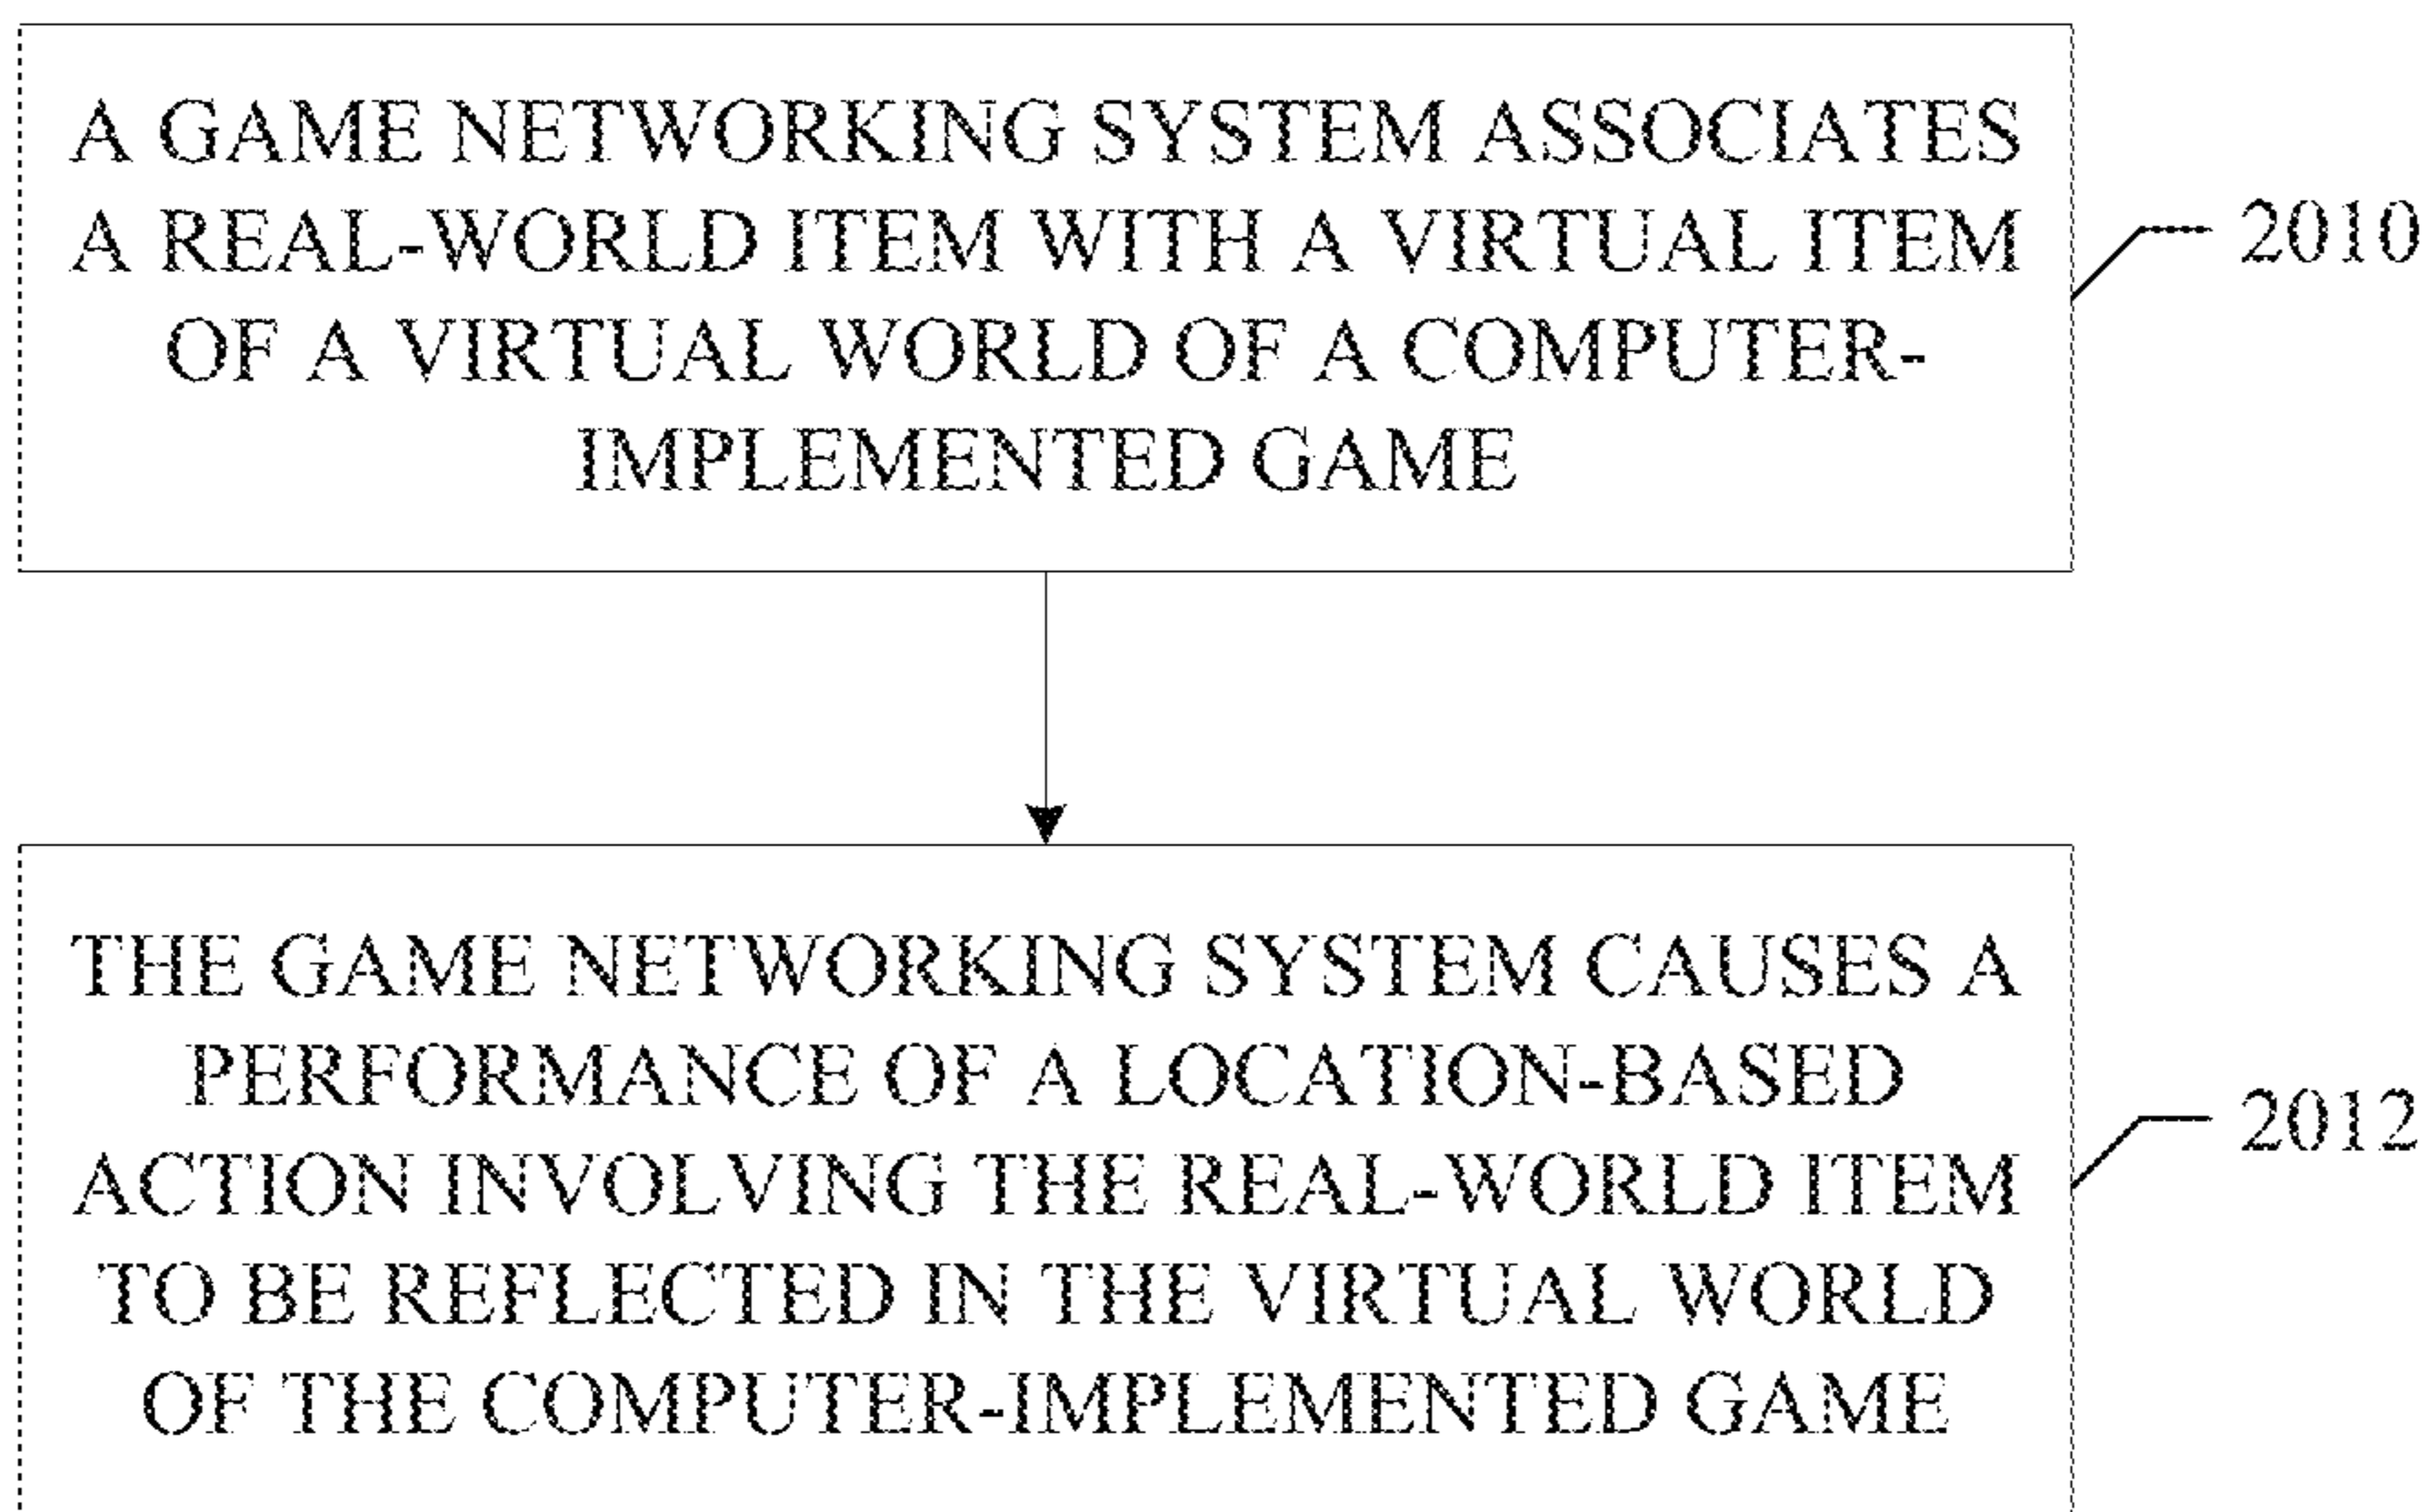 A GAME NETWORKING SYSTEM ASSOCIATES
A REAL-WORLD ITEM WITH A VIRTUAL ITEM
OF A VIRTUAL WORLD OF A COMPUTER-
IMPLEMENTED GAME
2010
THE GAME NETWORKING SYSTEM CAUSES A
PERFORMANCE OF A LOCATION-BASED
ACTION INVOLVING THE REAL-WORLD ITEM
TO BE REFLECTED IN THE VIRTUAL WORLD
OF THE COMPUTER-IMPLEMENTED GAME
2012